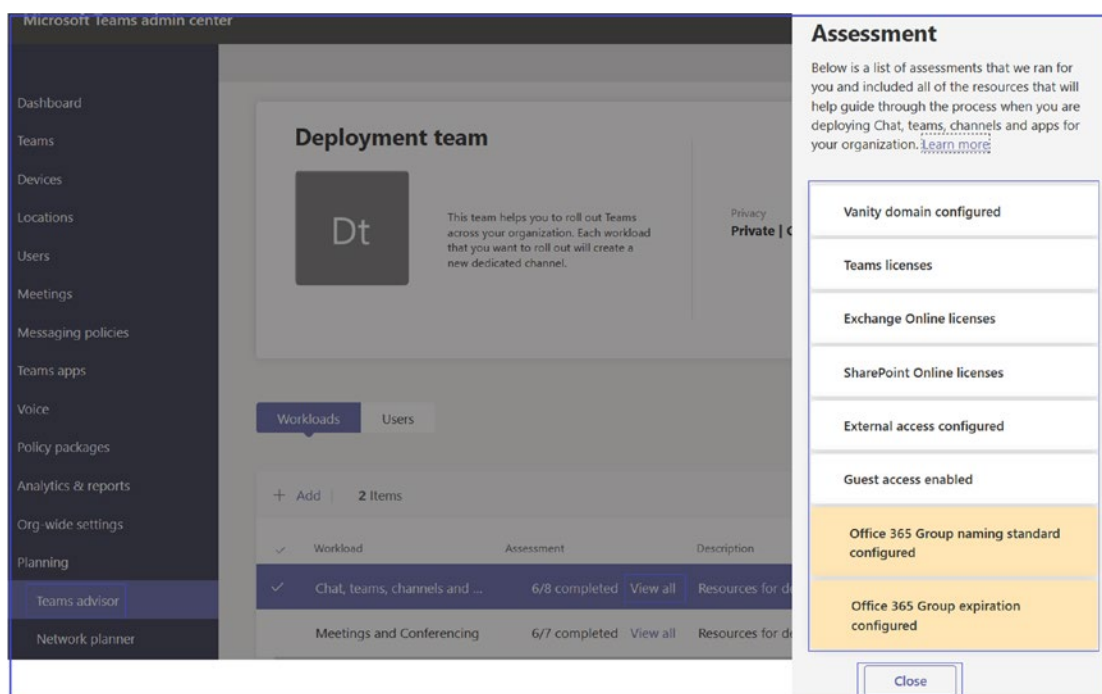 Microsoft Teams admin center
Dashboard
Teams
Devices
Locations
Users
Meetings
Messaging policies
Teams apps
Voice
Policy packages
Analytics & reports
Org-wide settings
Planning
Teams advisor
Network planner
Deployment team
Dt
This team helps you to roll out Teams
across your organization. Each workload
that you want to roll out will create a
new dedicated channel.
Privacy
Private |
Workloads Users
+ Add | 2 Items
Workload Assessment Description
Chat, teams, channels and ... 6/8 completed View all Resources for
Meetings and Conferencing 6/7 completed View all Resources for
Assessment
Below is a list of assessments that we ran for
you and included all of the resources that will
help guide through the process when you are
deploying Chat, teams, channels and apps for
your organization. Learn more
Vanity domain configured
Teams licenses
Exchange Online licenses
SharePoint Online licenses
External access configured
Guest access enabled
Office 365 Group naming standard
configured
Office 365 Group expiration
configured
Close